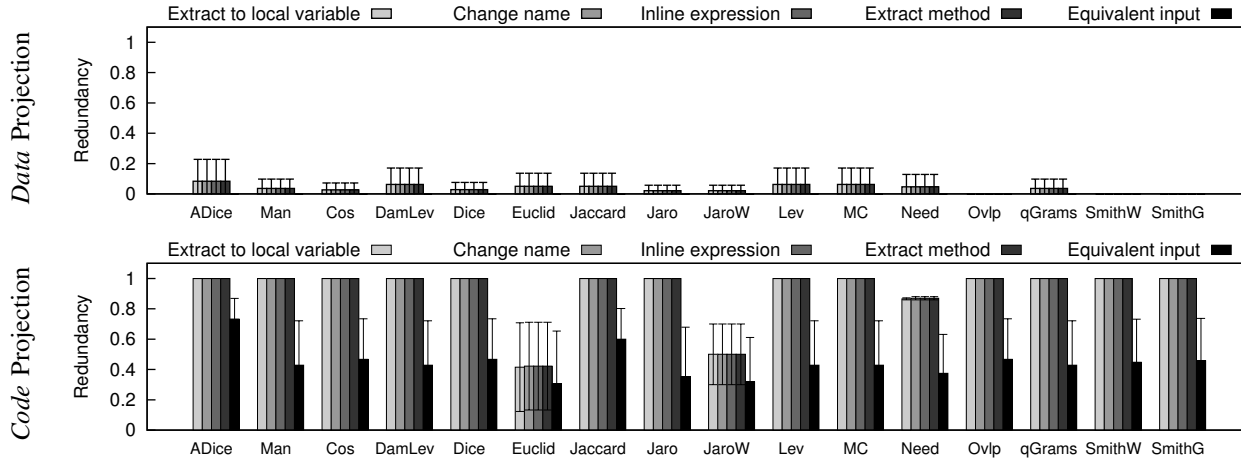 Extract to local variable Change name Inline expression Extract method Equivalent input
Data Projection
Redundancy
1
0.8
0.6
0.4
0.2
0
ADice Man Cos DamLev Dice Euclid Jaccard Jaro JaroW Lev MC Need Ovlp qGrams SmithW SmithG
Extract to local variable Change name Inline expression Extract method Equivalent input
Code Projection
Redundancy
1
0.8
0.6
0.4
0.2
0
ADice Man Cos DamLev Dice Euclid Jaccard Jaro JaroW Lev MC Need Ovlp qGrams SmithW SmithG